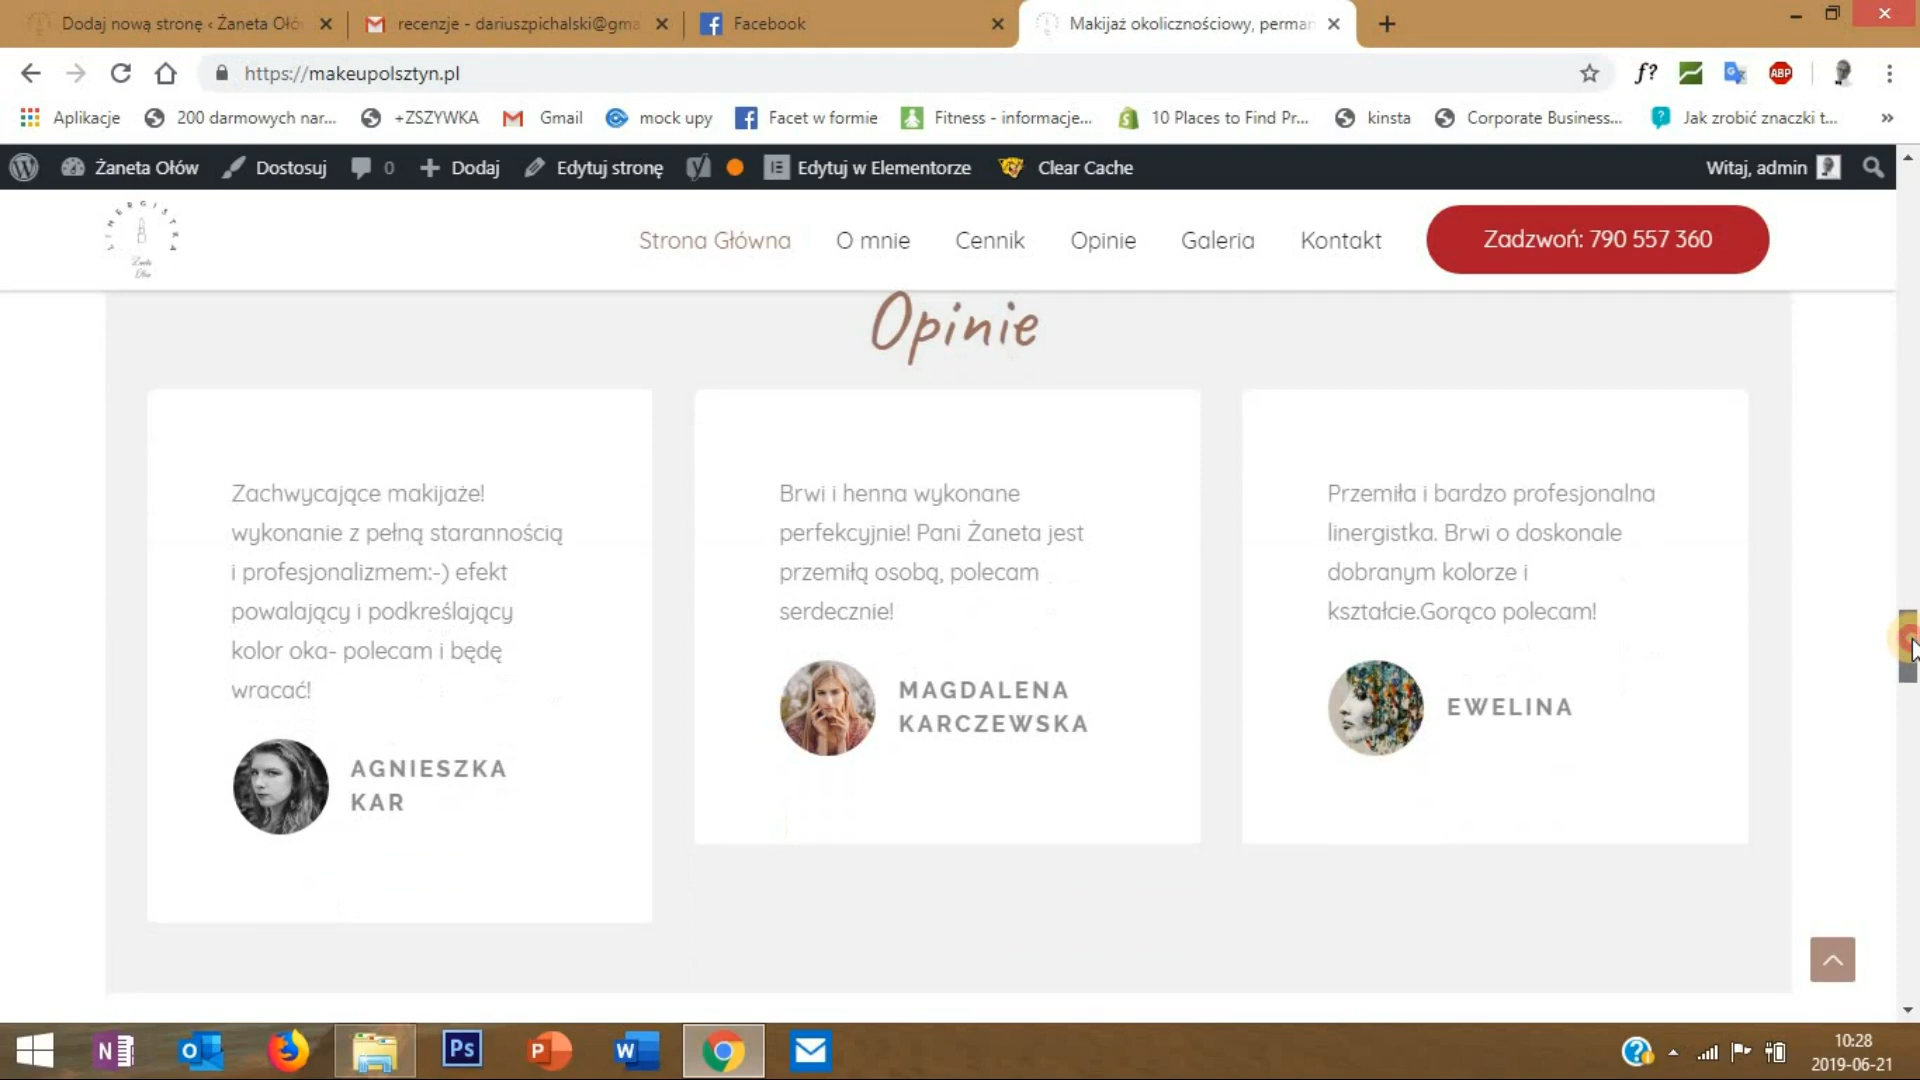 Dodaj nową stronę ‹ Żaneta Ołów
recenzje - dariuszpichalski@gma
Facebook
Makijaż okolicznościowy, perman
https://makeupolsztyn.pl
f?
ABP
Aplikacje
200 darmowych nar...
+ZSZYWKA
Gmail
mock upy
Facet w formie
Fitness - informacje...
10 Places to Find Pr...
kinsta
Corporate Business...
Jak zrobić znaczki t...
»
Żaneta Ołów
Dostosuj
0
Dodaj
Edytuj stronę
Edytuj w Elementorze
Clear Cache
Witaj, admin
LINERGISTKA
Strona Główna
O mnie
Cennik
Opinie
Galeria
Kontakt
Zadzwoń: 790 557 360
Opinie
Zachwycające makijaże!
wykonanie z pełną starannością
i profesjonalizmem:-) efekt
powalający i podkreślający
kolor oka- polecam i będę
wracać!
AGNIESZKA
KAR
Brwi i henna wykonane
perfekcyjnie! Pani Żaneta jest
przemiłą osobą, polecam
serdecznie!
MAGDALENA
KARCZEWSKA
Przemiła i bardzo profesjonalna
linergistka. Brwi o doskonale
dobranym kolorze i
kształcie.Gorąco polecam!
EWELINA
10:28
2019-06-21